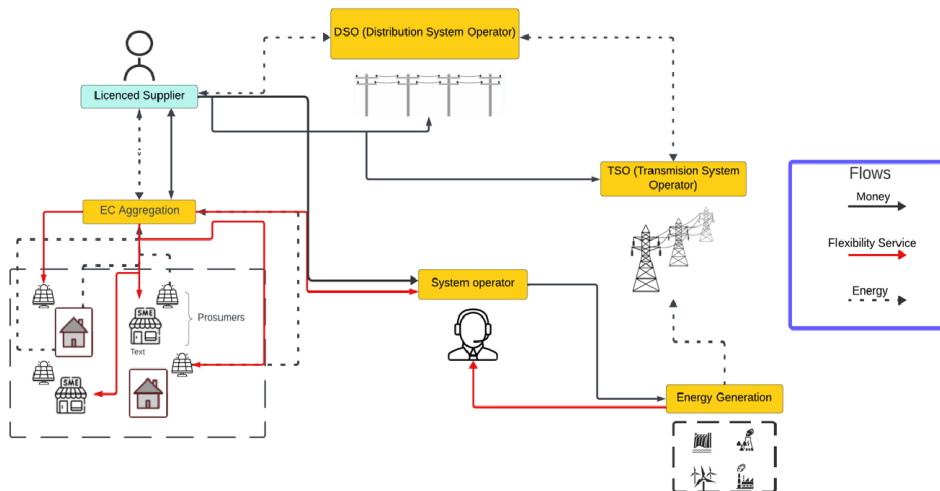 DSO (Distribution System Operator)
Licenced Supplier
TSO (Transmision System
Operator)
Flows
Money
EC Aggregation
Flexibility Service
System operator
Energy
SME
Prosumers
Text
SME
Energy Generation